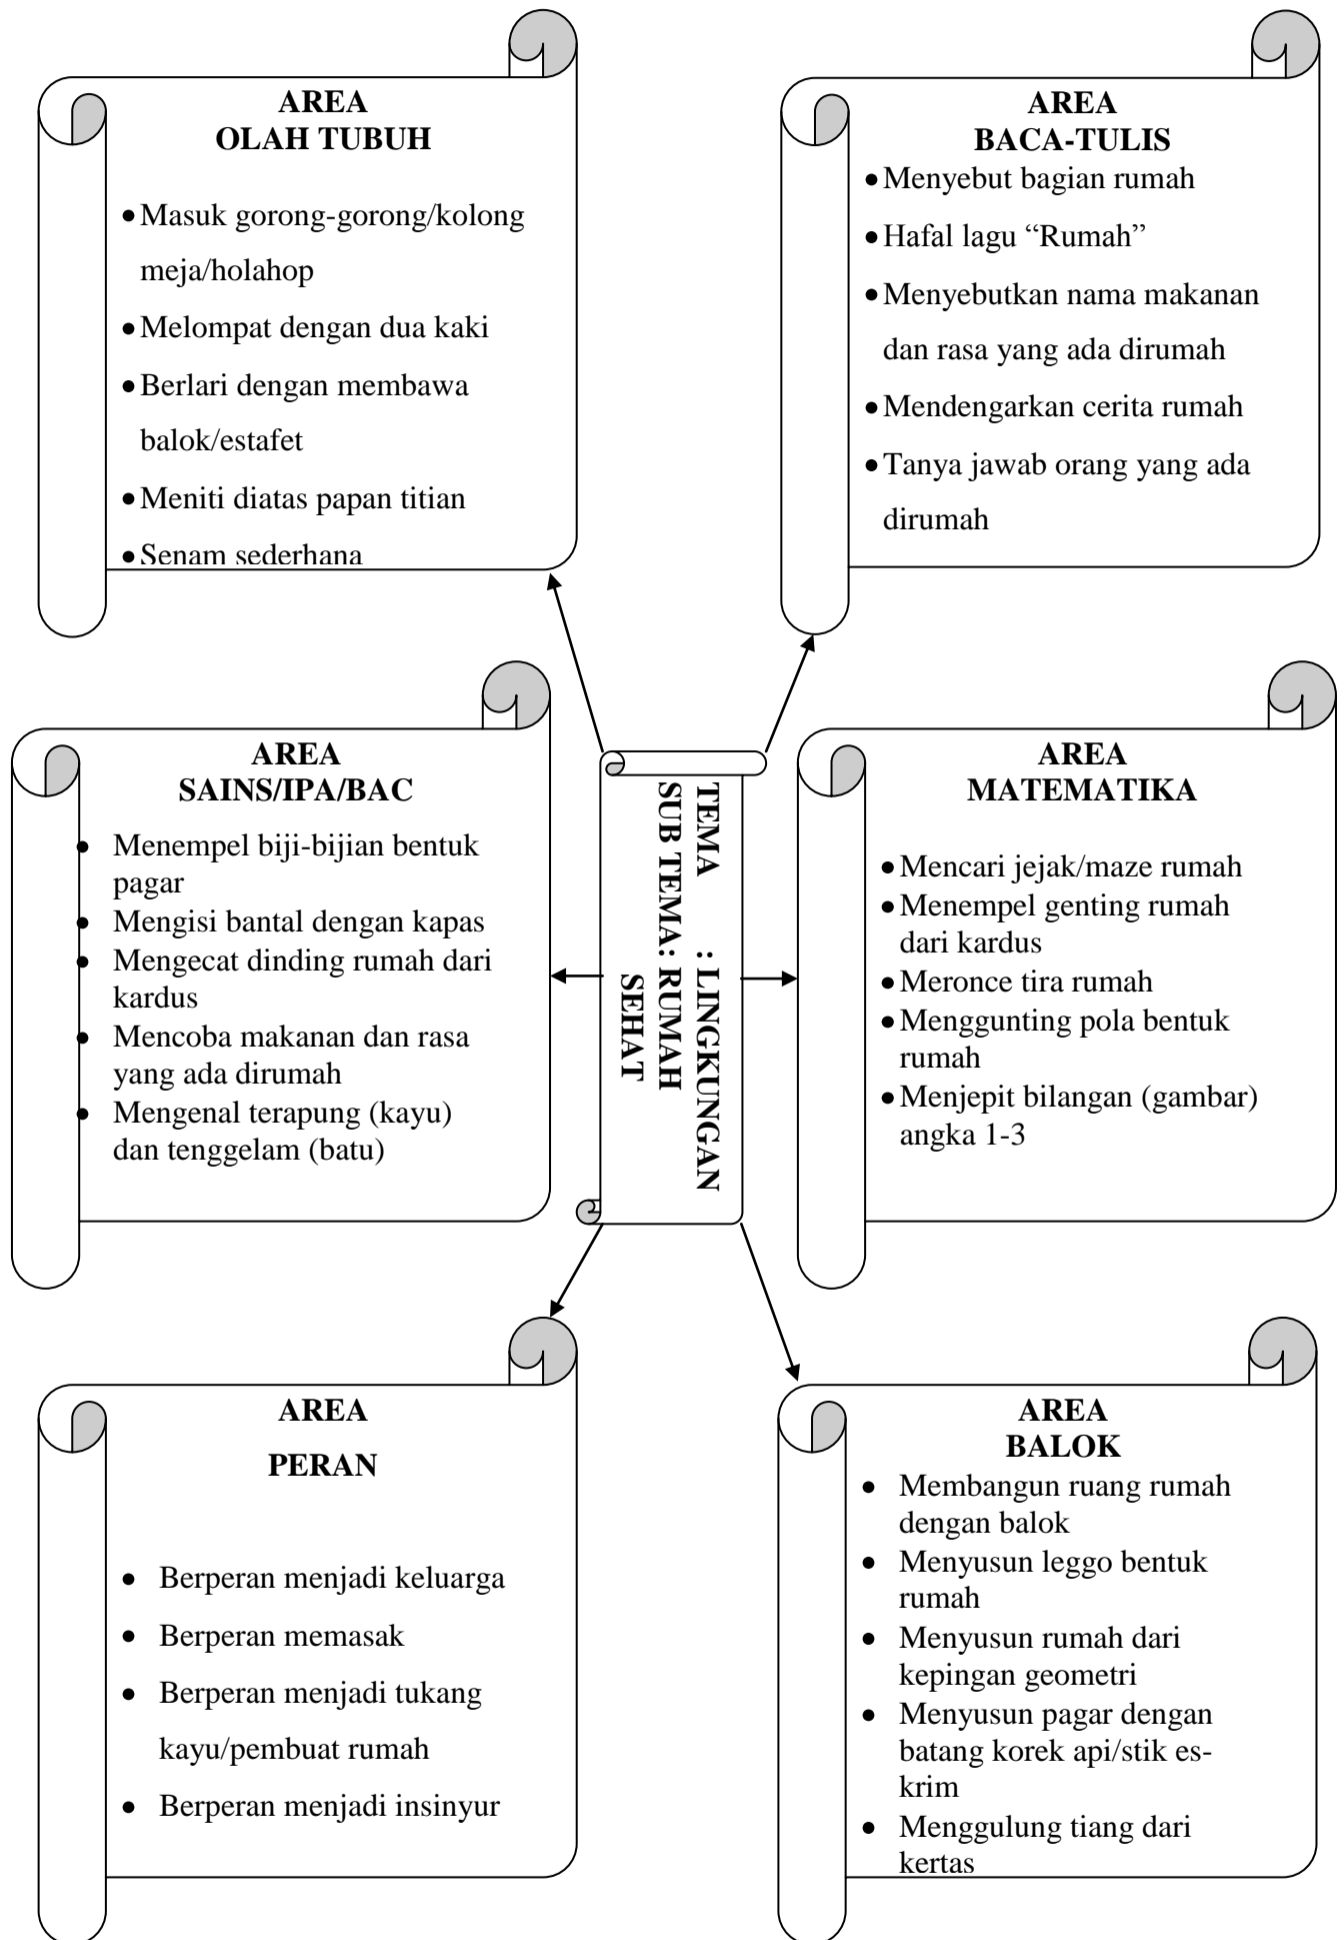 AREA
OLAH TUBUH
• Masuk gorong-gorong/kolong
meja/holahop
• Melompat dengan dua kaki
• Berlari dengan membawa
balok/estafet
• Meniti diatas papan titian
• Senam sederhana
AREA
BACA-TULIS
• Menyebut bagian rumah
• Hafal lagu “Rumah”
• Menyebutkan nama makanan
dan rasa yang ada dirumah
• Mendengarkan cerita rumah
• Tanya jawab orang yang ada
dirumah
AREA
SAINS/IPA/BAC
• Menempel biji-bijian bentuk
pagar
• Mengisi bantal dengan kapas
• Mengecat dinding rumah dari
kardus
• Mencoba makanan dan rasa
yang ada dirumah
• Mengenal terapung (kayu)
dan tenggelam (batu)
TEMA : LINGKUNGAN
SUB TEMA: RUMAH
SEHAT
AREA
MATEMATIKA
• Mencari jejak/maze rumah
• Menempel genting rumah
dari kardus
• Meronce tira rumah
• Menggunting pola bentuk
rumah
• Menjepit bilangan (gambar)
angka 1-3
AREA
PERAN
• Berperan menjadi keluarga
• Berperan memasak
• Berperan menjadi tukang
kayu/pembuat rumah
• Berperan menjadi insinyur
AREA
BALOK
• Membangun ruang rumah
dengan balok
• Menyusun leggo bentuk
rumah
• Menyusun rumah dari
kepingan geometri
• Menyusun pagar dengan
batang korek api/stik es-
krim
• Menggulung tiang dari
kertas